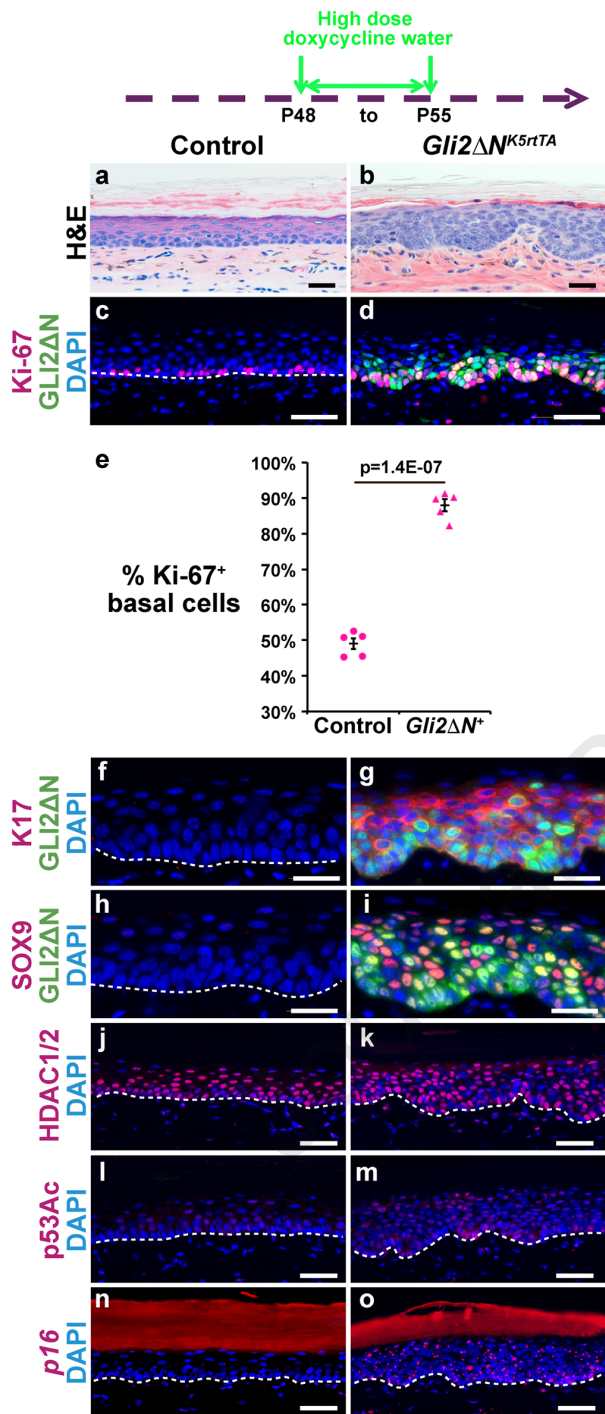 High dose
doxycycline water
P48 to P55
Control Gli2ΔN^K5rtTA
H&E
a b
Ki-67
GLI2ΔN
DAPI
c d
e
p=1.4E-07
% Ki-67⁺
basal cells
100%
90%
80%
70%
60%
50%
40%
30%
Control Gli2ΔN⁺
K17
GLI2ΔN
DAPI
f g
SOX9
GLI2ΔN
DAPI
h i
HDAC1/2
DAPI
j k
p53Ac
DAPI
l m
p16
DAPI
n o